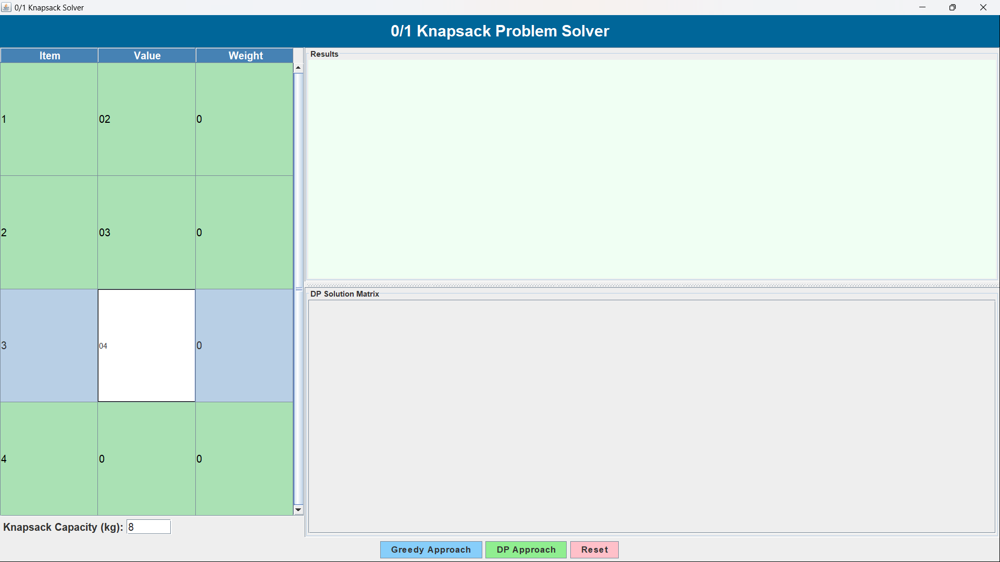 0/1 Knapsack Solver
0/1 Knapsack Problem Solver
Item Value Weight
1 02 0
2 03 0
3 04 0
4 0 0
Knapsack Capacity (kg): 8
Results
DP Solution Matrix
Greedy Approach DP Approach Reset